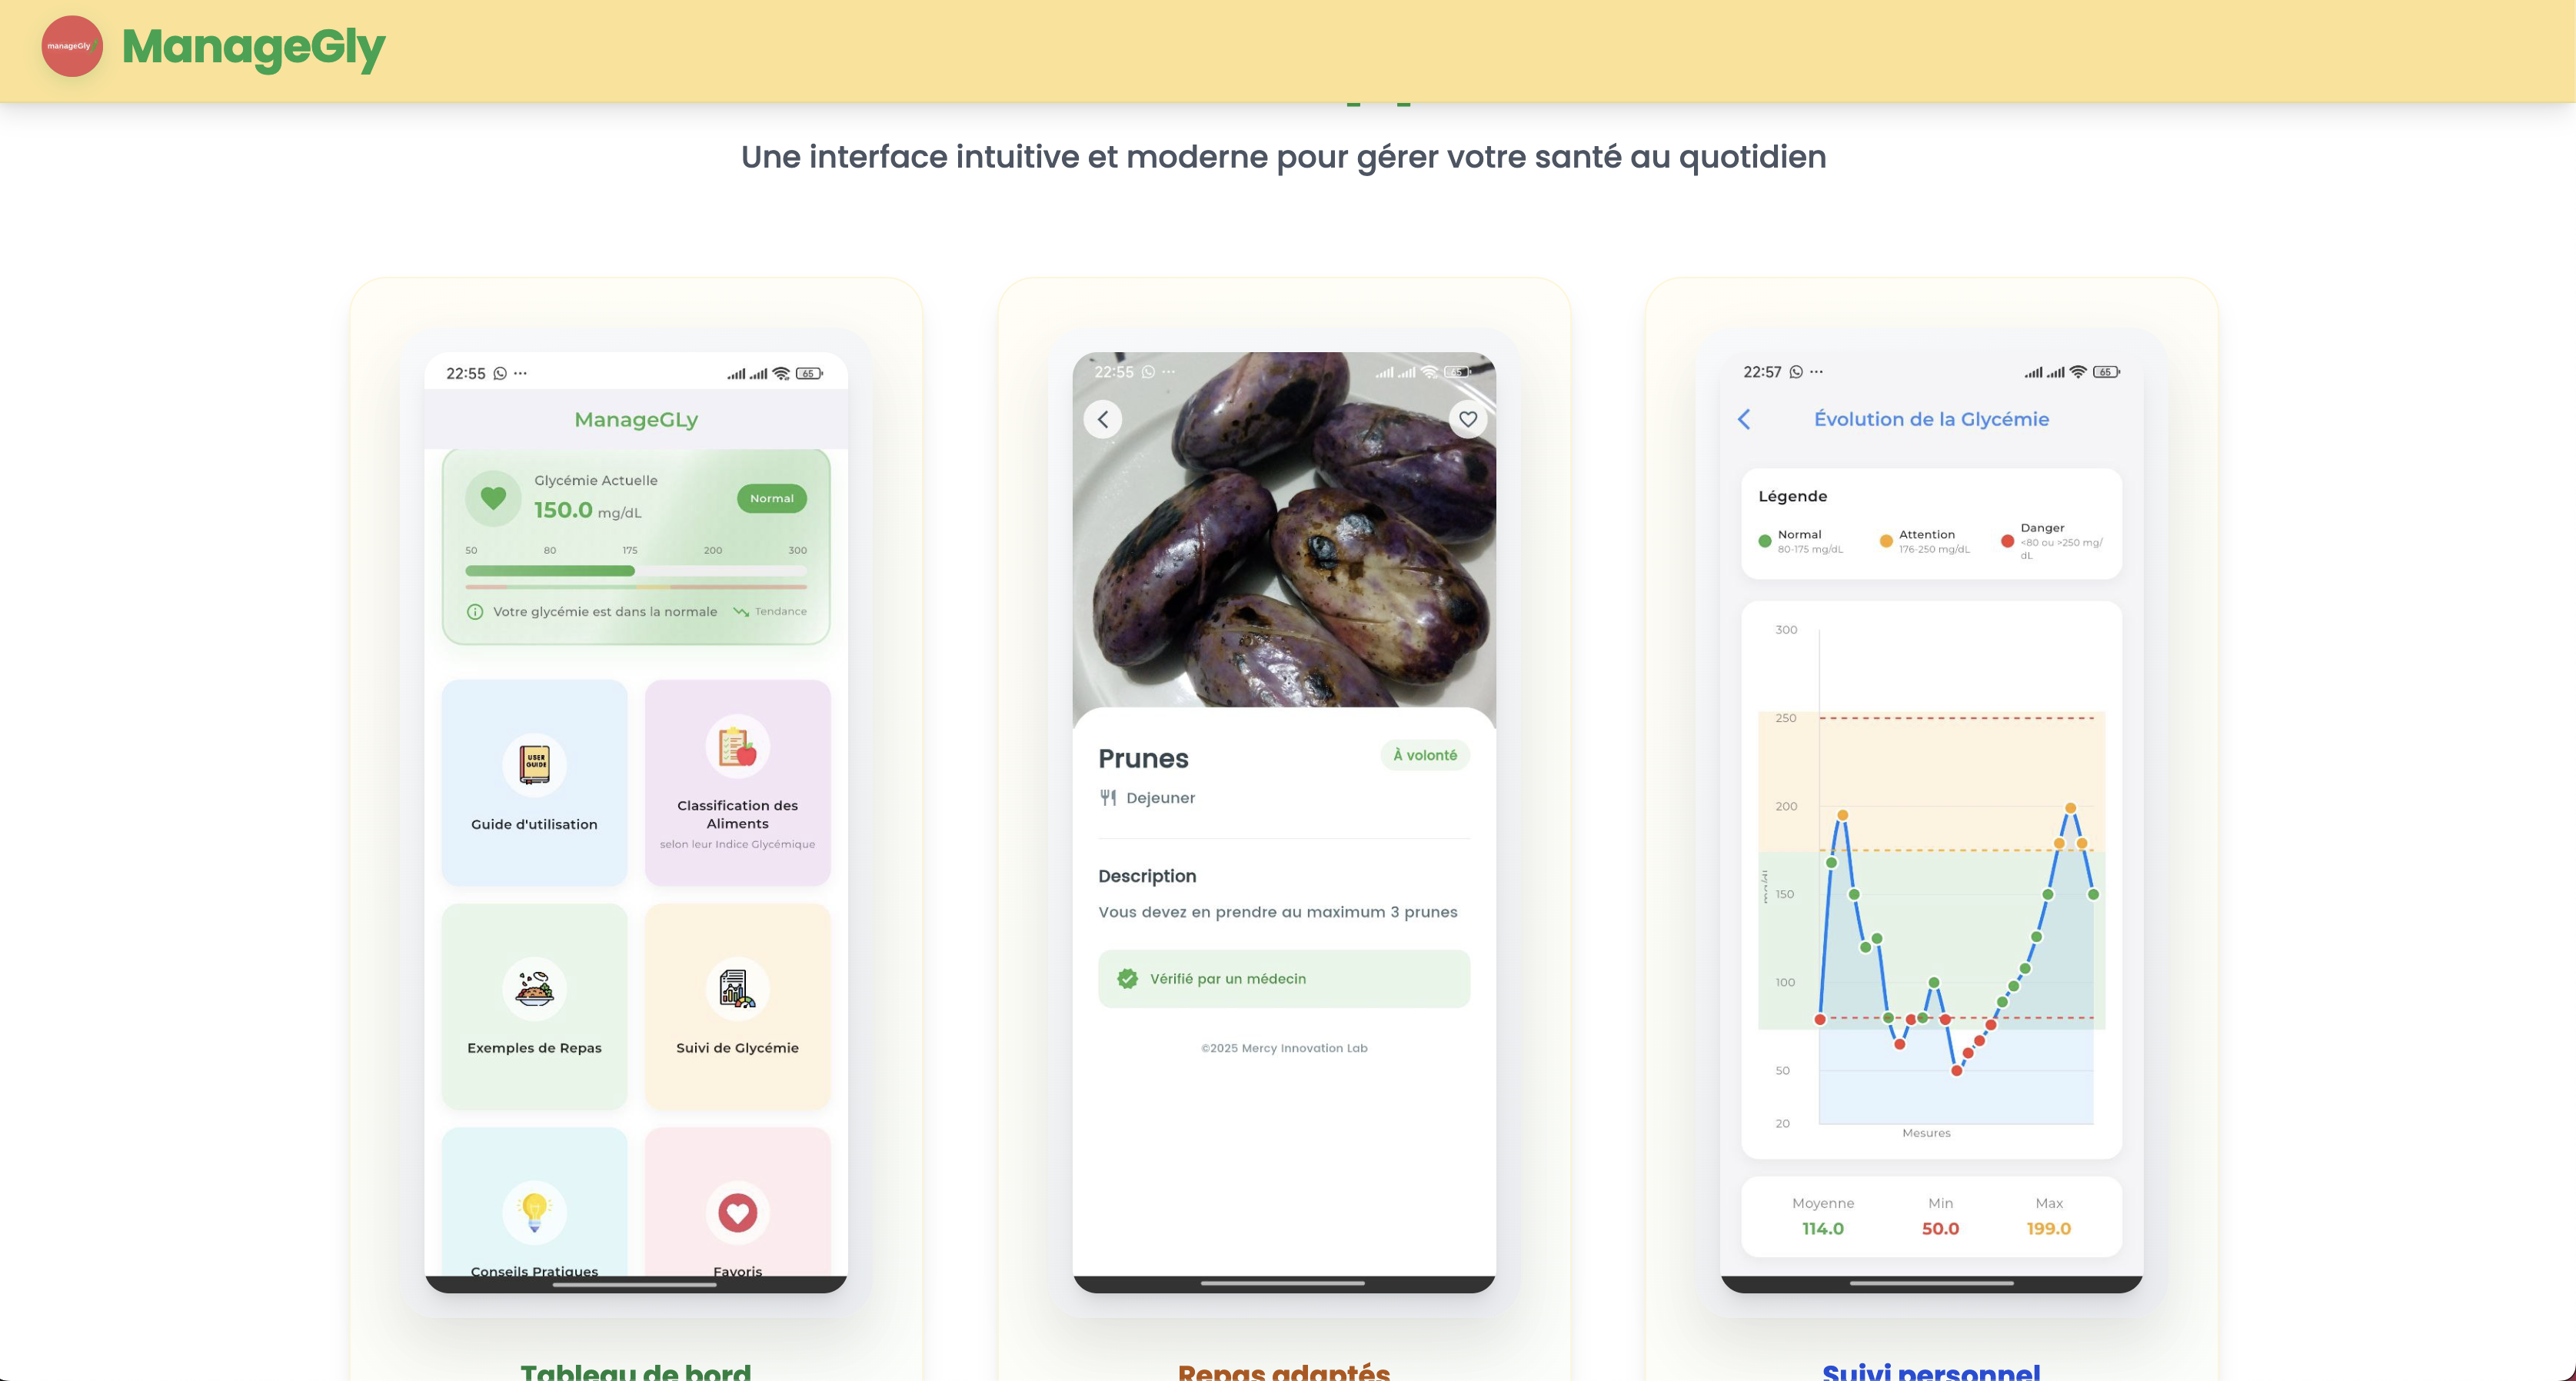 manageGly
ManageGly
Une interface intuitive et moderne pour gérer votre santé au quotidien
22:55
65
ManageGLy
Glycémie Actuelle
150.0 mg/dL
Normal
50 80 175 200 300
Votre glycémie est dans la normale
Tendance
USER
GUIDE
Guide d'utilisation
Classification des
Aliments
selon leur Indice Glycémique
Exemples de Repas
Suivi de Glycémie
Conseils Pratiques
Favoris
Tableau de bord
22:55
65
Prunes
À volonté
Dejeuner
Description
Vous devez en prendre au maximum 3 prunes
Vérifié par un médecin
©2025 Mercy Innovation Lab
Repas adaptés
22:57
65
Évolution de la Glycémie
Légende
Normal
80-175 mg/dL
Attention
176-250 mg/dL
Danger
<80 ou >250 mg/
dL
300
250
200
150
100
50
20
Mesures
Moyenne
114.0
Min
50.0
Max
199.0
Suivi personnel